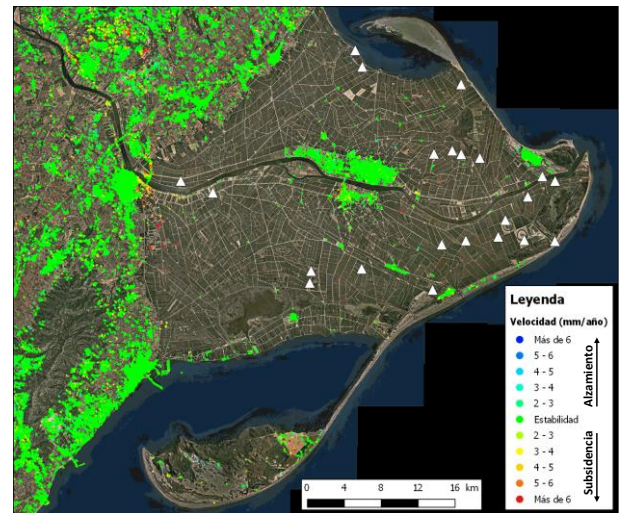 Leyenda
Velocidad (mm/año)
Más de 6
5 - 6
4 - 5
3 - 4
2 - 3
Estabilidad
2 - 3
3 - 4
4 - 5
5 - 6
Más de 6
Alzamiento
Subsidencia
0 4 8 12 16 km